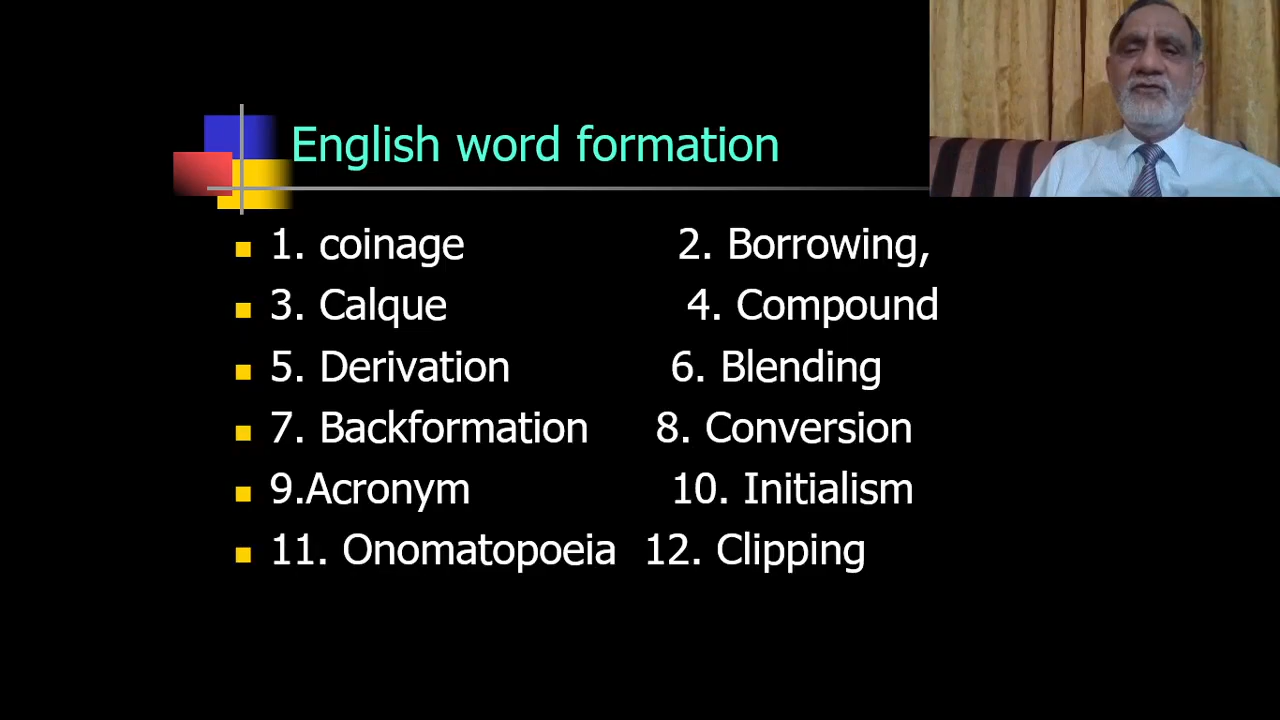 English word formation
1. coinage 2. Borrowing,
3. Calque 4. Compound
5. Derivation 6. Blending
7. Backformation 8. Conversion
9.Acronym 10. Initialism
11. Onomatopoeia 12. Clipping